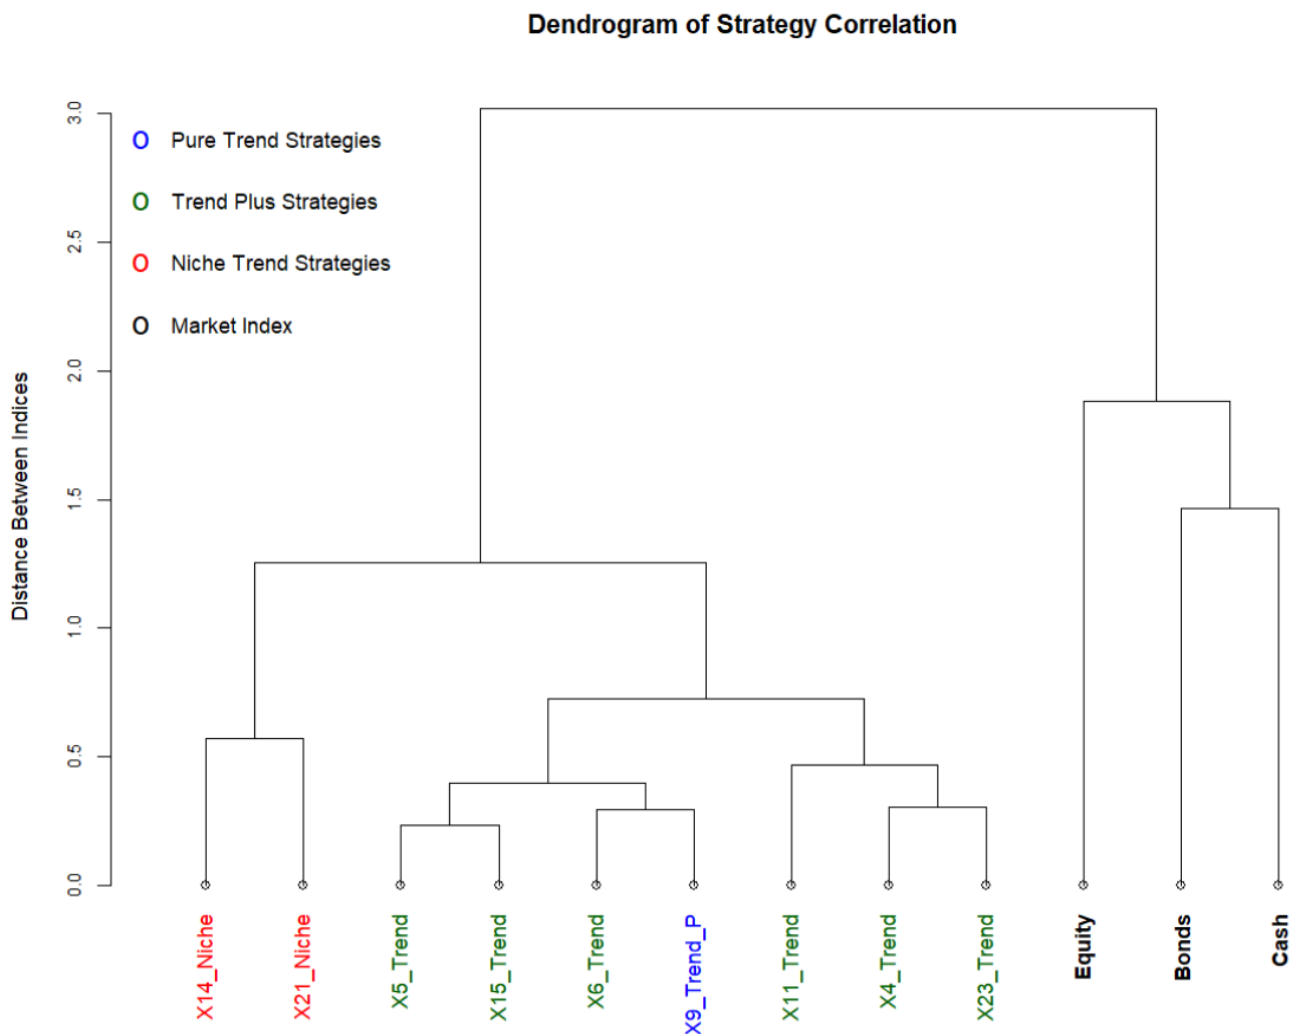 Dendrogram of Strategy Correlation
3.0
2.5
2.0
1.5
1.0
0.5
0.0
Distance Between Indices
O Pure Trend Strategies
O Trend Plus Strategies
O Niche Trend Strategies
O Market Index
X14_Niche
X21_Niche
X5_Trend
X15_Trend
X6_Trend
X9_Trend_P
X11_Trend
X4_Trend
X23_Trend
Equity
Bonds
Cash